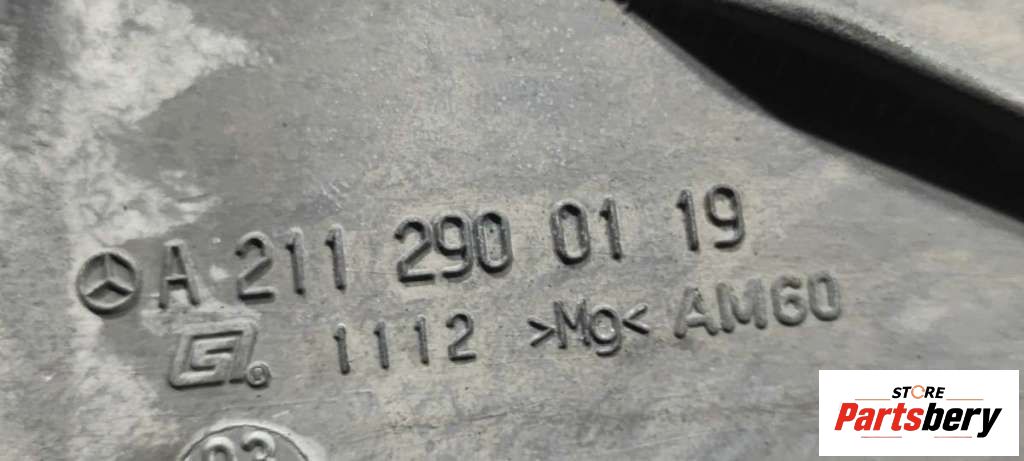 A 211 290 01 19
1112 >Mg< AM60
STORE
Partsbery